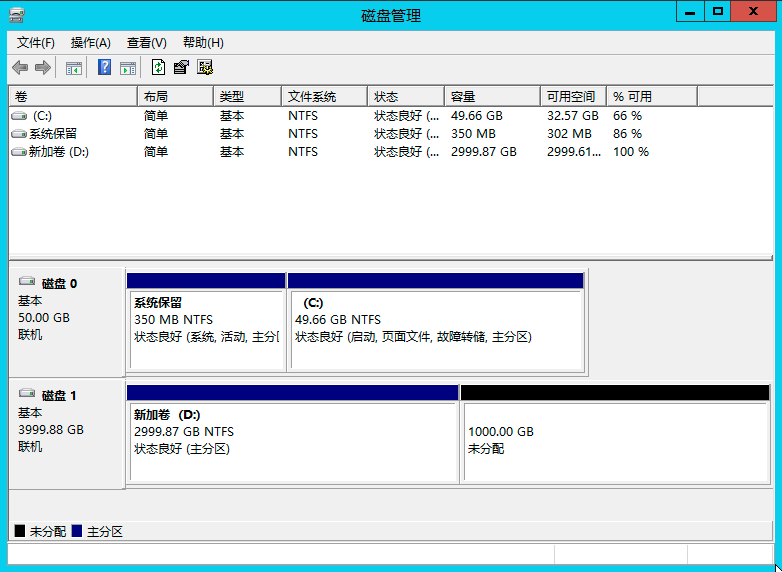 磁盘管理
文件(F) 操作(A) 查看(V) 帮助(H)
卷 布局 类型 文件系统 状态 容量 可用空间 % 可用
(C:) 简单 基本 NTFS 状态良好 (... 49.66 GB 32.57 GB 66 %
系统保留 简单 基本 NTFS 状态良好 (... 350 MB 302 MB 86 %
新加卷 (D:) 简单 基本 NTFS 状态良好 (... 2999.87 GB 2999.61... 100 %
磁盘 0
基本
50.00 GB
联机
系统保留
350 MB NTFS
状态良好 (系统, 活动, 主分区
(C:)
49.66 GB NTFS
状态良好 (启动, 页面文件, 故障转储, 主分区)
磁盘 1
基本
3999.88 GB
联机
新加卷 (D:)
2999.87 GB NTFS
状态良好 (主分区)
1000.00 GB
未分配
未分配 主分区